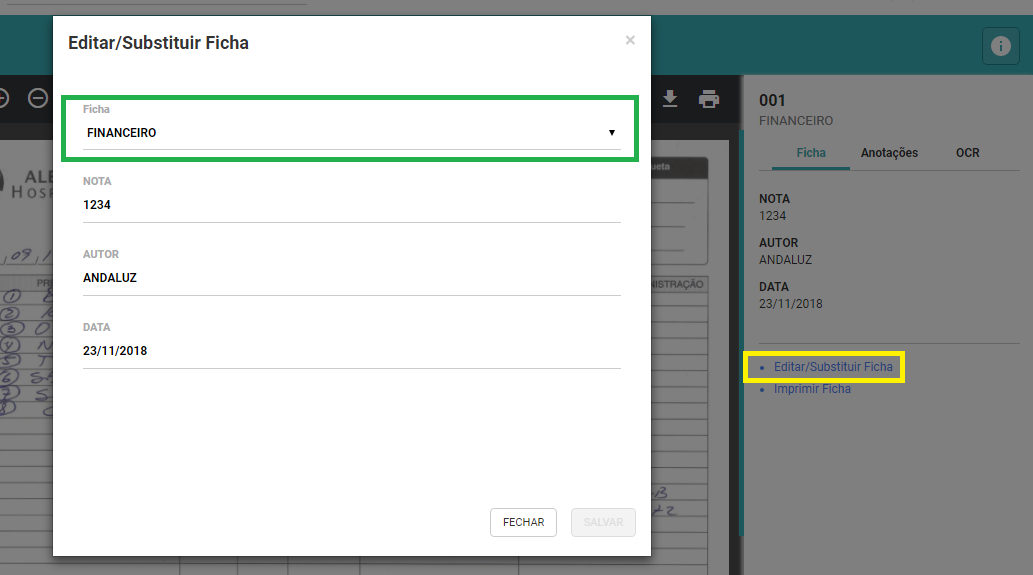 Editar/Substituir Ficha
×
Ficha
FINANCEIRO
NOTA
1234
AUTOR
ANDALUZ
DATA
23/11/2018
FECHAR
SALVAR
001
FINANCEIRO
Ficha
Anotações
OCR
NOTA
1234
AUTOR
ANDALUZ
DATA
23/11/2018
Editar/Substituir Ficha
Imprimir Ficha